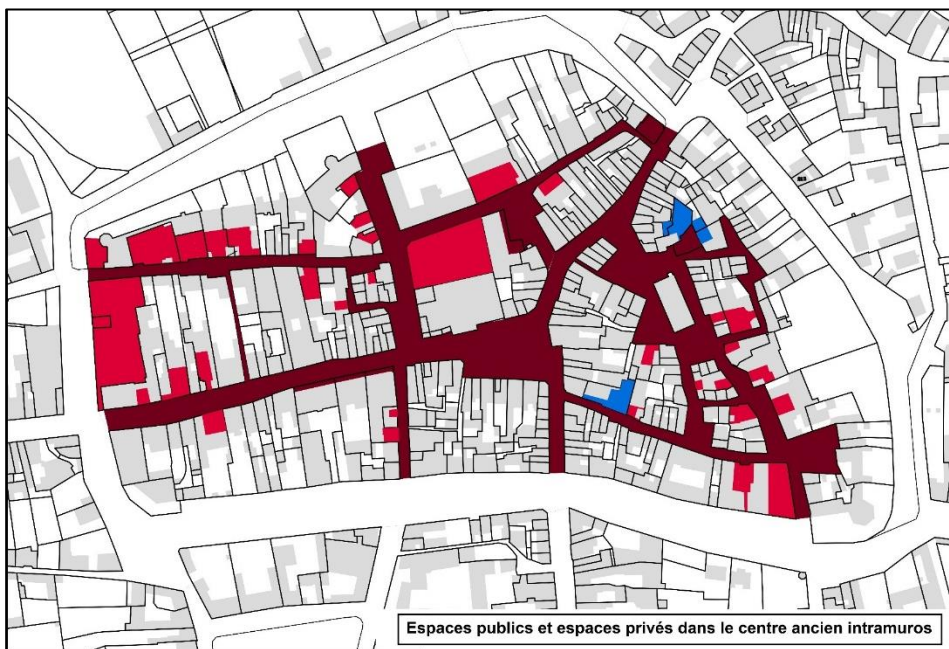 Espaces publics et espaces privés dans le centre ancien intramuros